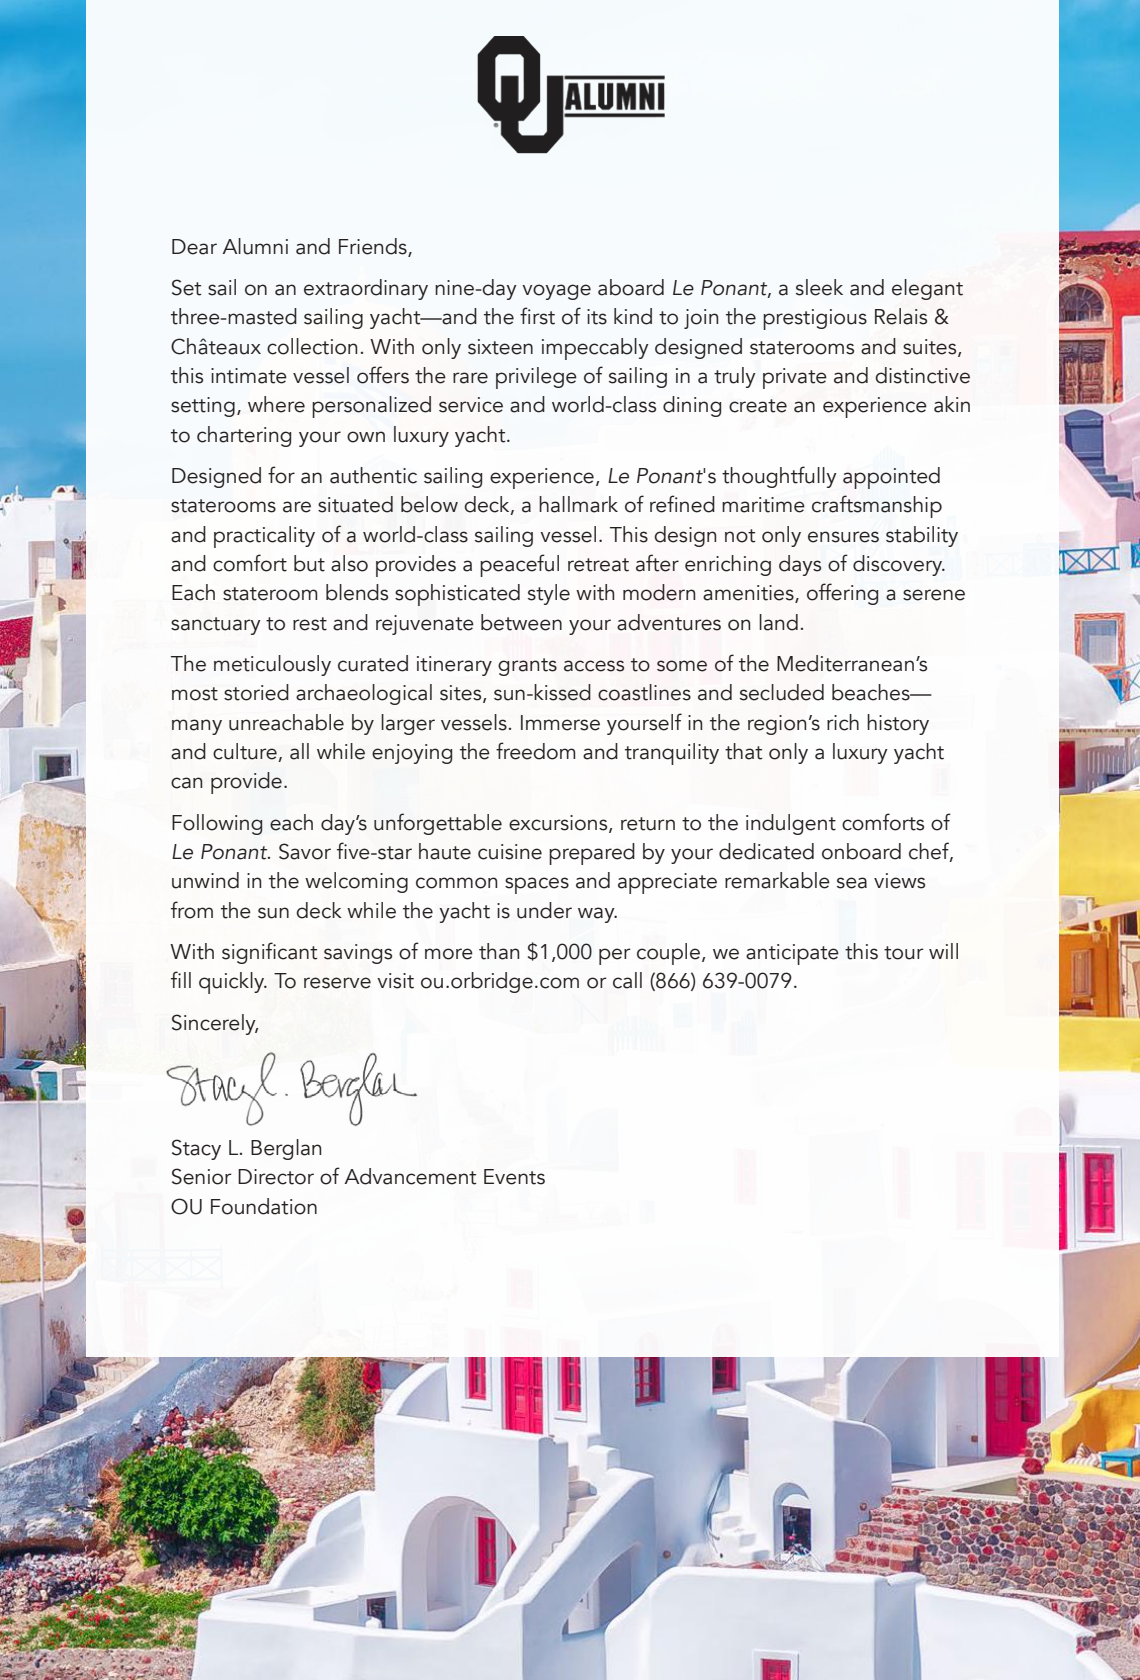 OU ALUMNI
Dear Alumni and Friends,
Set sail on an extraordinary nine-day voyage aboard Le Ponant, a sleek and elegant
three-masted sailing yacht—and the first of its kind to join the prestigious Relais &
Châteaux collection. With only sixteen impeccably designed staterooms and suites,
this intimate vessel offers the rare privilege of sailing in a truly private and distinctive
setting, where personalized service and world-class dining create an experience akin
to chartering your own luxury yacht.
Designed for an authentic sailing experience, Le Ponant's thoughtfully appointed
staterooms are situated below deck, a hallmark of refined maritime craftsmanship
and practicality of a world-class sailing vessel. This design not only ensures stability
and comfort but also provides a peaceful retreat after enriching days of discovery.
Each stateroom blends sophisticated style with modern amenities, offering a serene
sanctuary to rest and rejuvenate between your adventures on land.
The meticulously curated itinerary grants access to some of the Mediterranean’s
most storied archaeological sites, sun-kissed coastlines and secluded beaches—
many unreachable by larger vessels. Immerse yourself in the region’s rich history
and culture, all while enjoying the freedom and tranquility that only a luxury yacht
can provide.
Following each day’s unforgettable excursions, return to the indulgent comforts of
Le Ponant. Savor five-star haute cuisine prepared by your dedicated onboard chef,
unwind in the welcoming common spaces and appreciate remarkable sea views
from the sun deck while the yacht is under way.
With significant savings of more than $1,000 per couple, we anticipate this tour will
fill quickly. To reserve visit ou.orbridge.com or call (866) 639-0079.
Sincerely,
Stacy L. Berglan
Stacy L. Berglan
Senior Director of Advancement Events
OU Foundation